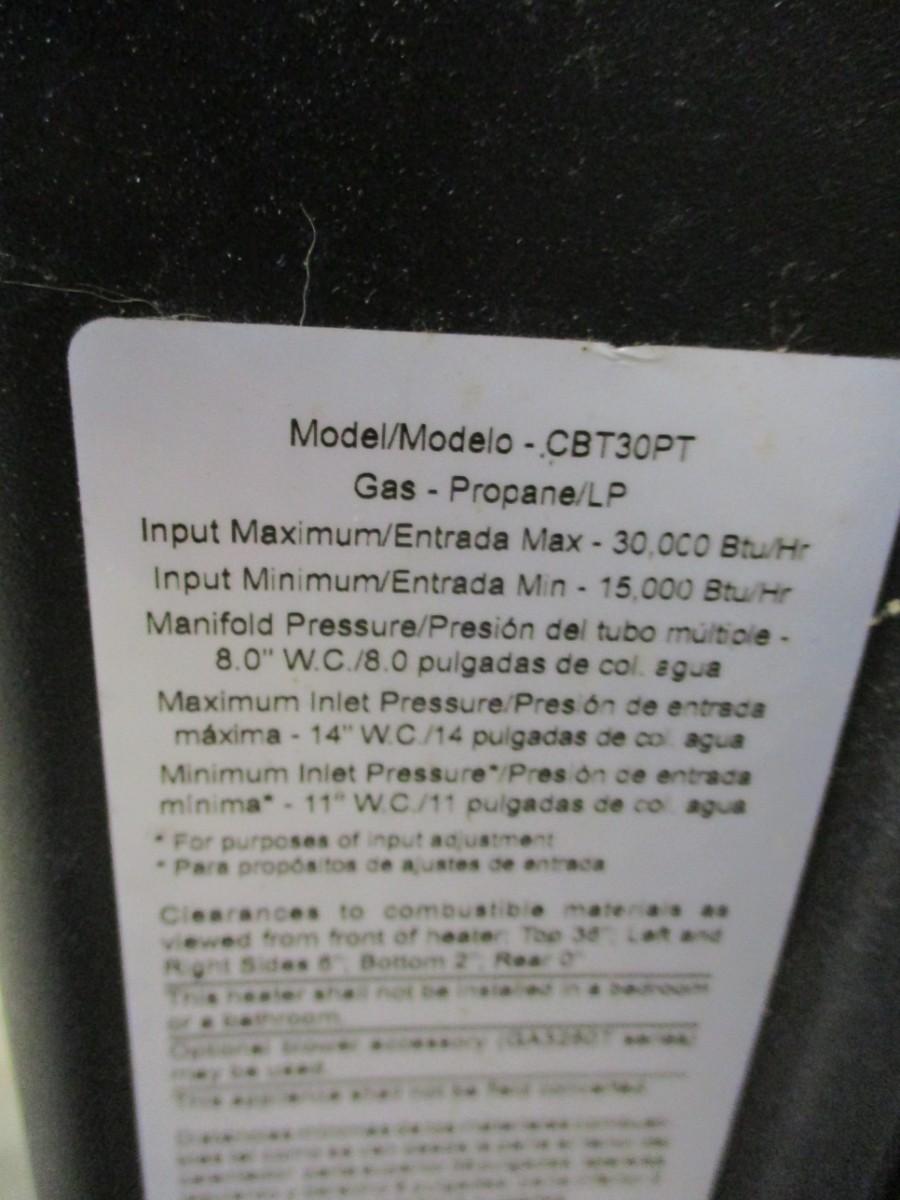 Model/Modelo - CBT30PT
Gas - Propane/LP
Input Maximum/Entrada Max - 30,000 Btu/Hr
Input Minimum/Entrada Min - 15,000 Btu/Hr
Manifold Pressure/Presión del tubo múltiple -
8.0" W.C./8.0 pulgadas de col. agua
Maximum Inlet Pressure/Presión de entrada
máxima - 14" W.C./14 pulgadas de col. agua
Minimum Inlet Pressure*/Presión de entrada
mínima* - 11" W.C./11 pulgadas de col. agua
* For purposes of input adjustment
* Para propósitos de ajustes de entrada
Clearances to combustible materials as
viewed from front of heater: Top 36"; Left and
Right Sides 6"; Bottom 2"; Rear 0"
This heater shall not be installed in a bedroom
or a bathroom.
Optional blower accessory (GA3250T series)
may be used.
This appliance shall not be field converted.